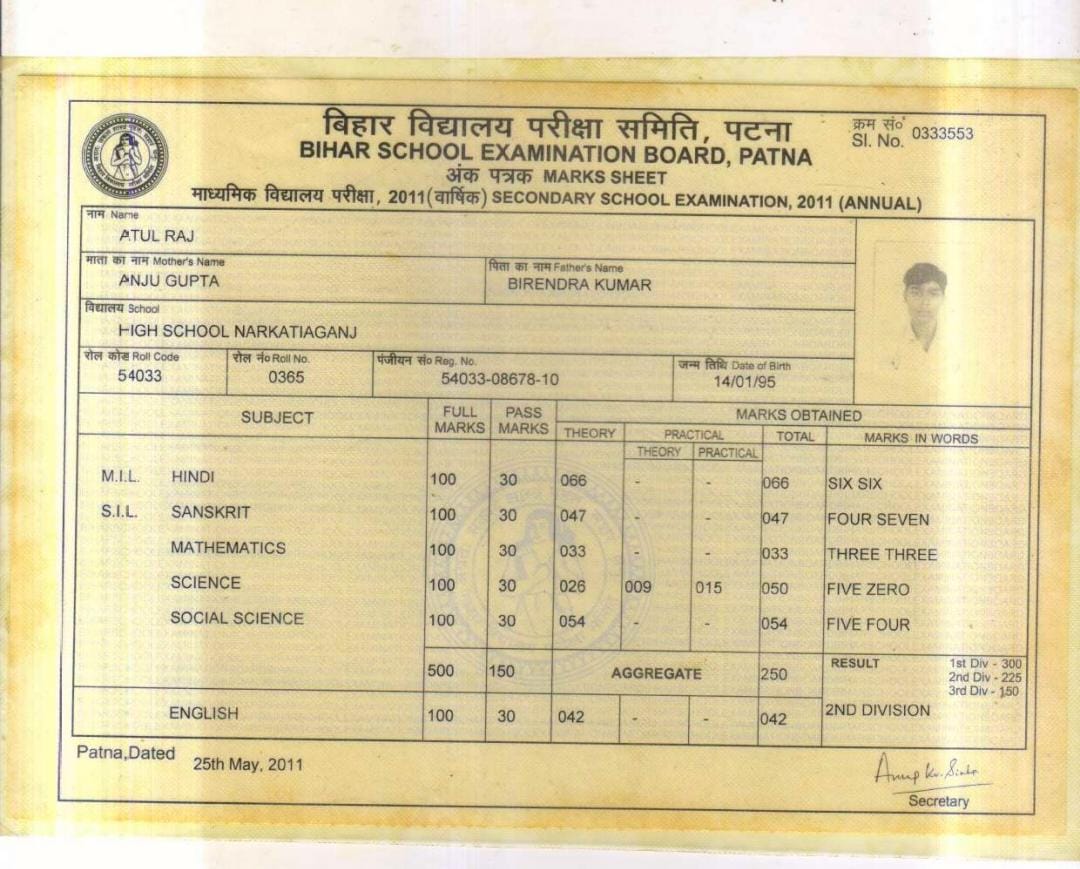 बिहार विद्यालय परीक्षा समिति, पटना
क्रम सं॰
Sl. No. 0333553
BIHAR SCHOOL EXAMINATION BOARD, PATNA
अंक पत्रक MARKS SHEET
माध्यमिक विद्यालय परीक्षा, 2011(वार्षिक) SECONDARY SCHOOL EXAMINATION, 2011 (ANNUAL)
नाम Name
ATUL RAJ
माता का नाम Mother's Name पिता का नाम Father's Name
ANJU GUPTA BIRENDRA KUMAR
विद्यालय School
HIGH SCHOOL NARKATIAGANJ
रोल कोड Roll Code रोल नं॰ Roll No. पंजीयन सं॰ Reg. No. जन्म तिथि Date of Birth
54033 0365 54033-08678-10 14/01/95
SUBJECT FULL MARKS PASS MARKS MARKS OBTAINED
THEORY PRACTICAL TOTAL MARKS IN WORDS
THEORY PRACTICAL
M.I.L. HINDI 100 30 066 - - 066 SIX SIX
S.I.L. SANSKRIT 100 30 047 - - 047 FOUR SEVEN
MATHEMATICS 100 30 033 - - 033 THREE THREE
SCIENCE 100 30 026 009 015 050 FIVE ZERO
SOCIAL SCIENCE 100 30 054 - - 054 FIVE FOUR
500 150 AGGREGATE 250 RESULT 1st Div - 300
2nd Div - 225
3rd Div - 150
ENGLISH 100 30 042 - - 042 2ND DIVISION
Patna,Dated 25th May, 2011
Anup Kr. Sinha
Secretary